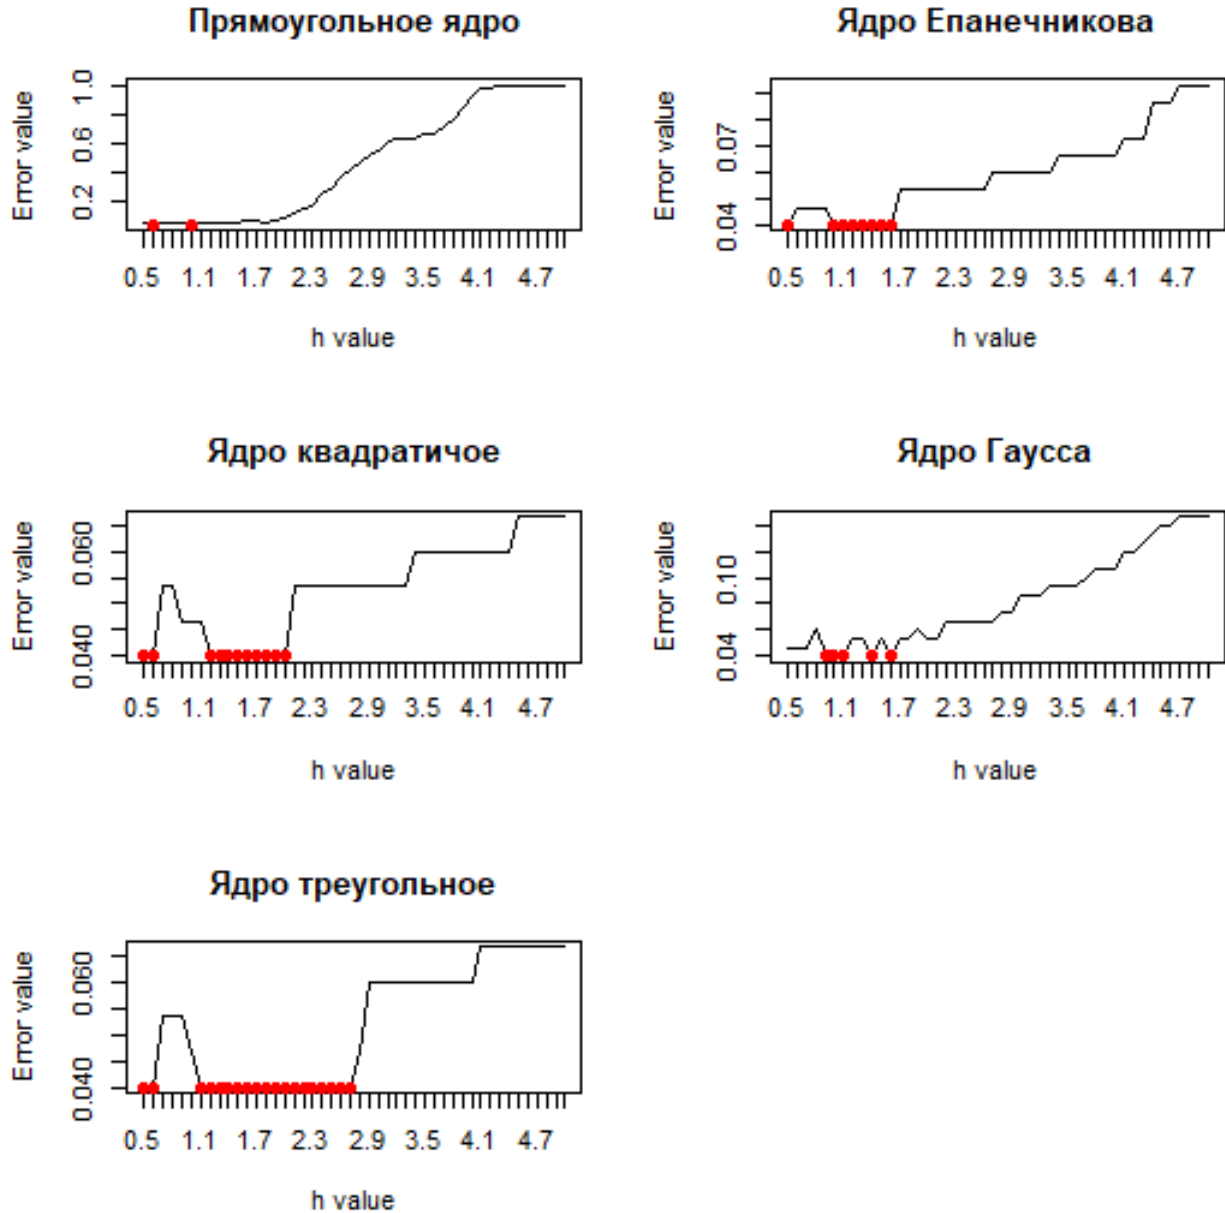 Прямоугольное ядро
Error value
1.0
0.6
0.2
0.5 1.1 1.7 2.3 2.9 3.5 4.1 4.7
h value
Ядро Епанечникова
Error value
0.07
0.04
0.5 1.1 1.7 2.3 2.9 3.5 4.1 4.7
h value
Ядро квадратичое
Error value
0.060
0.040
0.5 1.1 1.7 2.3 2.9 3.5 4.1 4.7
h value
Ядро Гаусса
Error value
0.10
0.04
0.5 1.1 1.7 2.3 2.9 3.5 4.1 4.7
h value
Ядро треугольное
Error value
0.060
0.040
0.5 1.1 1.7 2.3 2.9 3.5 4.1 4.7
h value